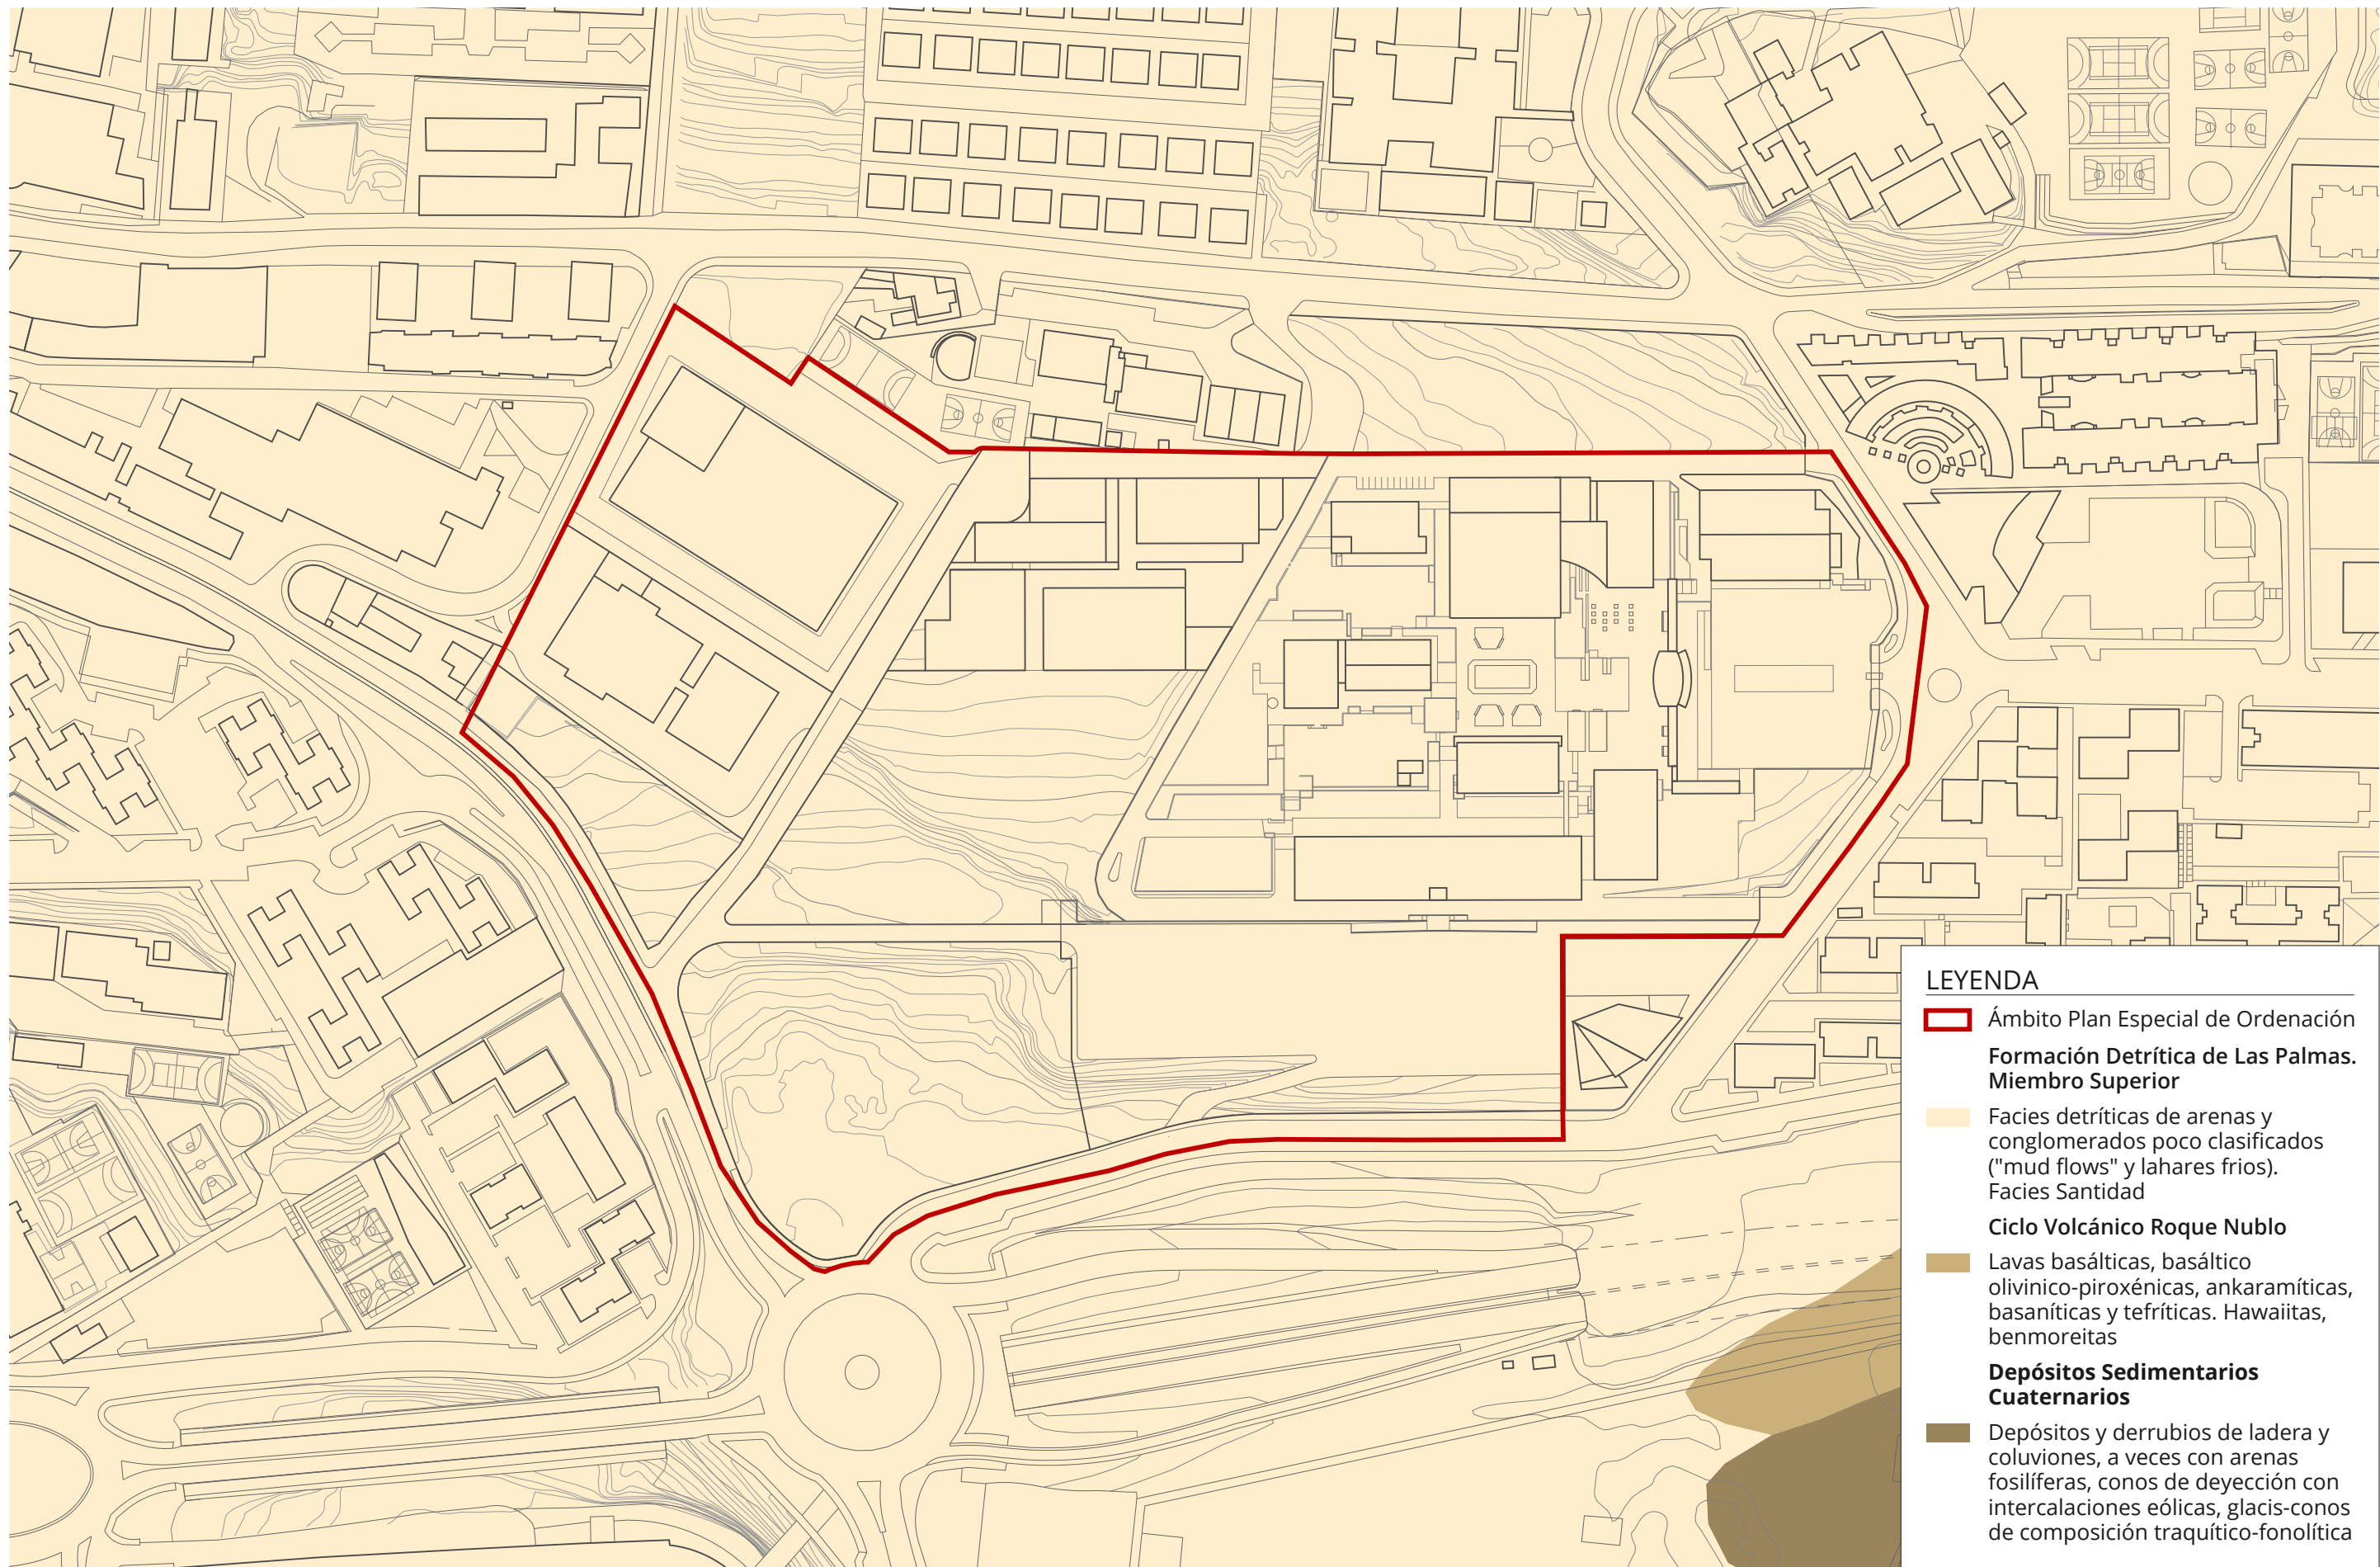 LEYENDA
Ámbito Plan Especial de Ordenación
Formación Detrítica de Las Palmas.
Miembro Superior
Facies detríticas de arenas y
conglomerados poco clasificados
("mud flows" y lahares frios).
Facies Santidad
Ciclo Volcánico Roque Nublo
Lavas basálticas, basáltico
olivinico-piroxénicas, ankaramíticas,
basaníticas y tefríticas. Hawaiitas,
benmoreitas
Depósitos Sedimentarios
Cuaternarios
Depósitos y derrubios de ladera y
coluviones, a veces con arenas
fosilíferas, conos de deyección con
intercalaciones eólicas, glacis-conos
de composición traquítico-fonolítica